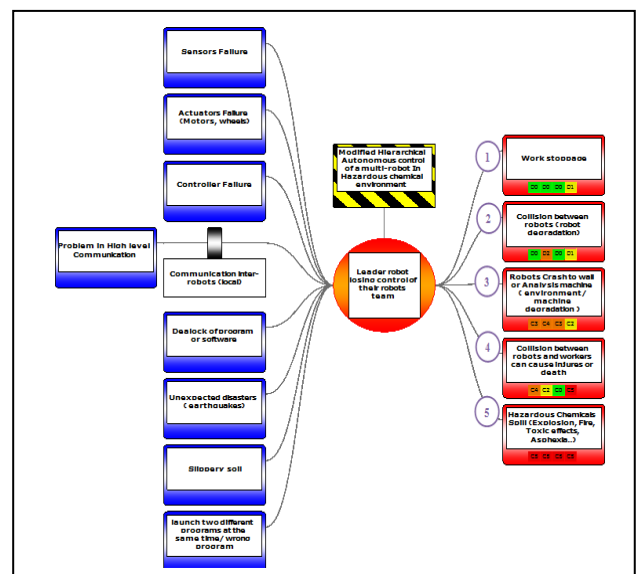 Sensors Failure
Actuators Failure
(Motors, wheels)
Controller Failure
Problem in High level
Communication
Communication inter-
robots (local)
Dealock of program
or software
Unexpected disasters
(earthquakes)
Slippery soil
launch two different
programs at the
same time/ wrong
program
Modified Hierarchical
Autonomous control
of a multi-robot in
Hazardous chemical
environment
Leader robot
losing control of
their robots
team
1
Work stoppage
2
Collision between
robots (robot
degradation)
3
Robots Crash to wall
or Analysis machine
( environment /
machine
degradation )
4
Collision between
robots and workers
can cause injures or
death
5
Hazardous Chemicals
Spill (Explosion, Fire,
Toxic effects,
Asphexia..)